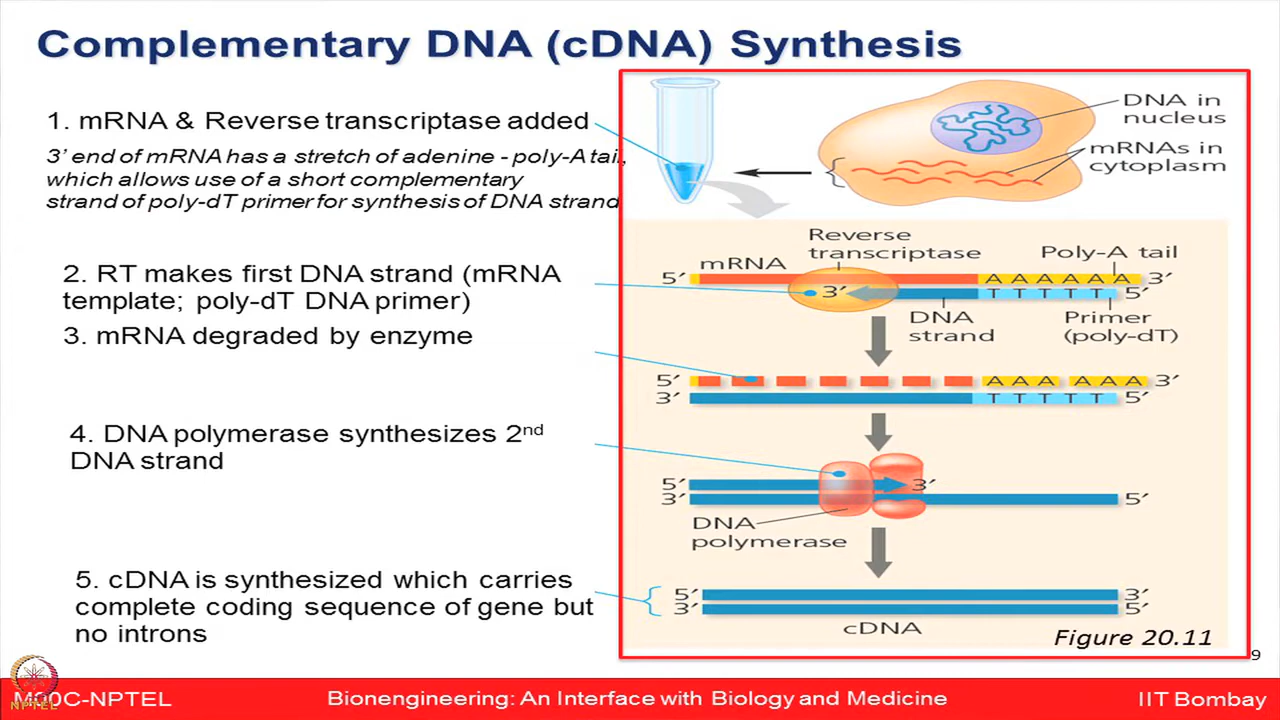 Complementary DNA (cDNA) Synthesis
1. mRNA & Reverse transcriptase added
3’ end of mRNA has a stretch of adenine - poly-A tail,
which allows use of a short complementary
strand of poly-dT primer for synthesis of DNA strand
2. RT makes first DNA strand (mRNA
template; poly-dT DNA primer)
3. mRNA degraded by enzyme
4. DNA polymerase synthesizes 2nd
DNA strand
5. cDNA is synthesized which carries
complete coding sequence of gene but
no introns
DNA in
nucleus
mRNAs in
cytoplasm
Reverse
transcriptase
mRNA
Poly-A tail
5′ A A A A A A 3′
3′ T T T T T 5′
DNA
strand
Primer
(poly-dT)
5′ A A A A A A 3′
3′ T T T T T 5′
5′ 3′
3′ 5′
DNA
polymerase
5′ 3′
3′ 5′
cDNA
Figure 20.11
9
NPTEL
MOOC-NPTEL
Bionengineering: An Interface with Biology and Medicine
IIT Bombay